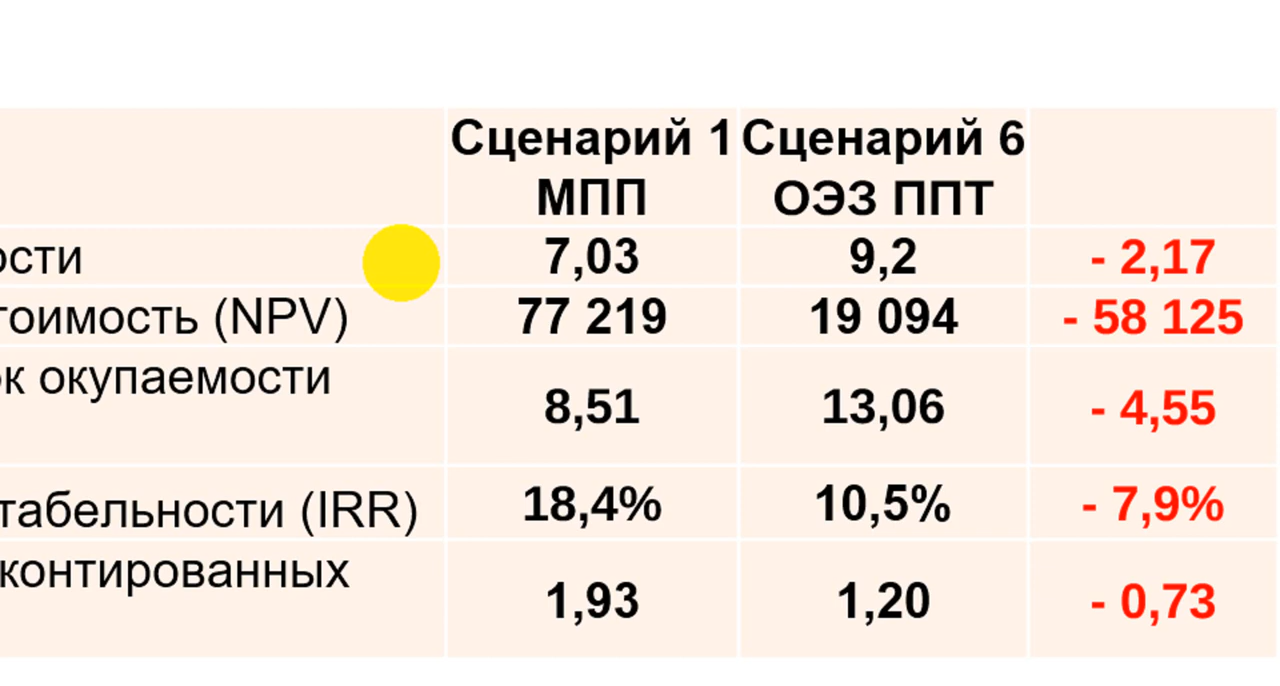 Сценарий 1 Сценарий 6
МПП ОЭЗ ППТ
ости 7,03 9,2 - 2,17
тоимость (NPV) 77 219 19 094 - 58 125
ок окупаемости
8,51 13,06 - 4,55
табельности (IRR) 18,4% 10,5% - 7,9%
контированных
1,93 1,20 - 0,73